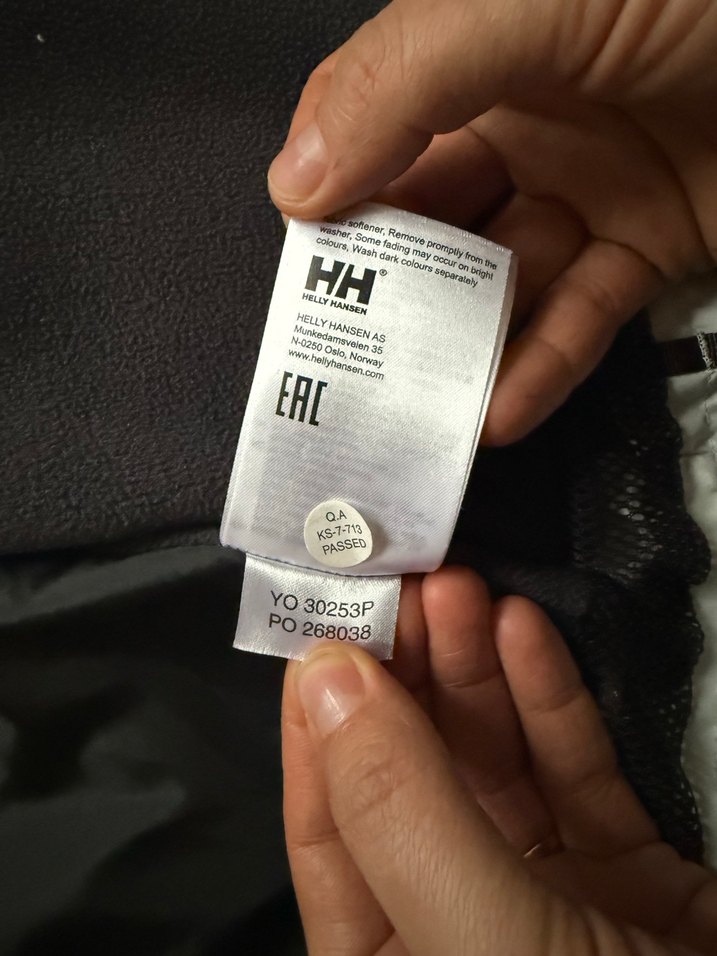 softener, Remove promptly from the
washer, Some fading may occur on bright
colours, Wash dark colours separately
HH®
HELLY HANSEN
HELLY HANSEN AS
Munkedamsveien 35
N-0250 Oslo, Norway
www.hellyhansen.com
EAC
Q.A
KS-7-713
PASSED
YO 30253P
PO 268038